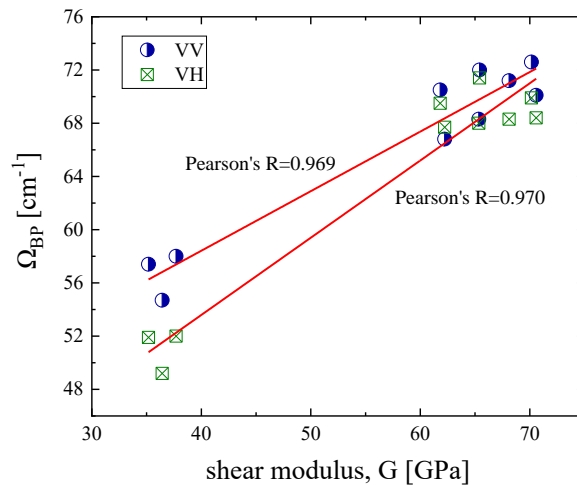 VV
VH
76
72
68
64
60
56
52
48
Ω_BP [cm⁻¹]
Pearson's R=0.969
Pearson's R=0.970
30 40 50 60 70
shear modulus, G [GPa]